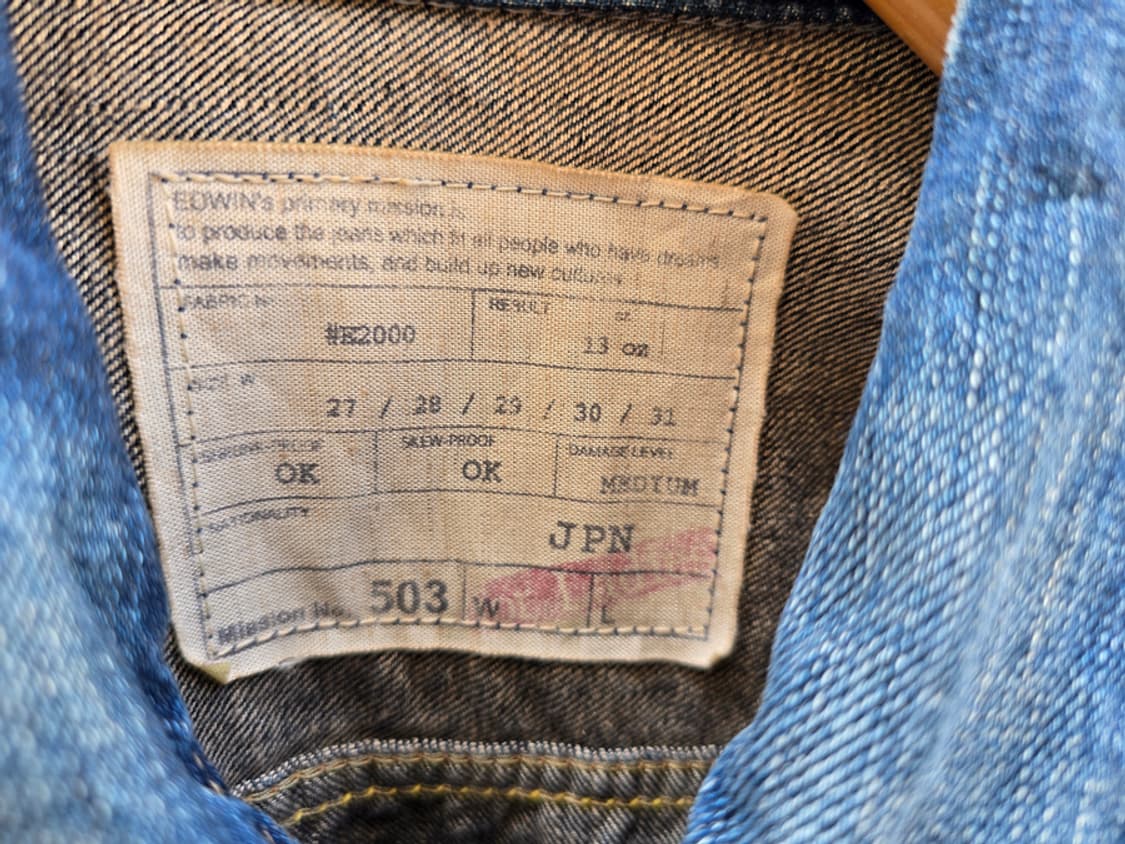 EDWIN's primary mission is
"to produce the jeans which fit all people who have dreams,
make movements, and build up new cultures
FABRIC No RESULT oz.
#E2000 13 oz
SIZE W
27 / 28 / 29 / 30 / 31
SKEW-PROOF DAMAGE LEVEL
OK OK MEDIUM
NATIONALITY
JPN
Mission No. 503 W L